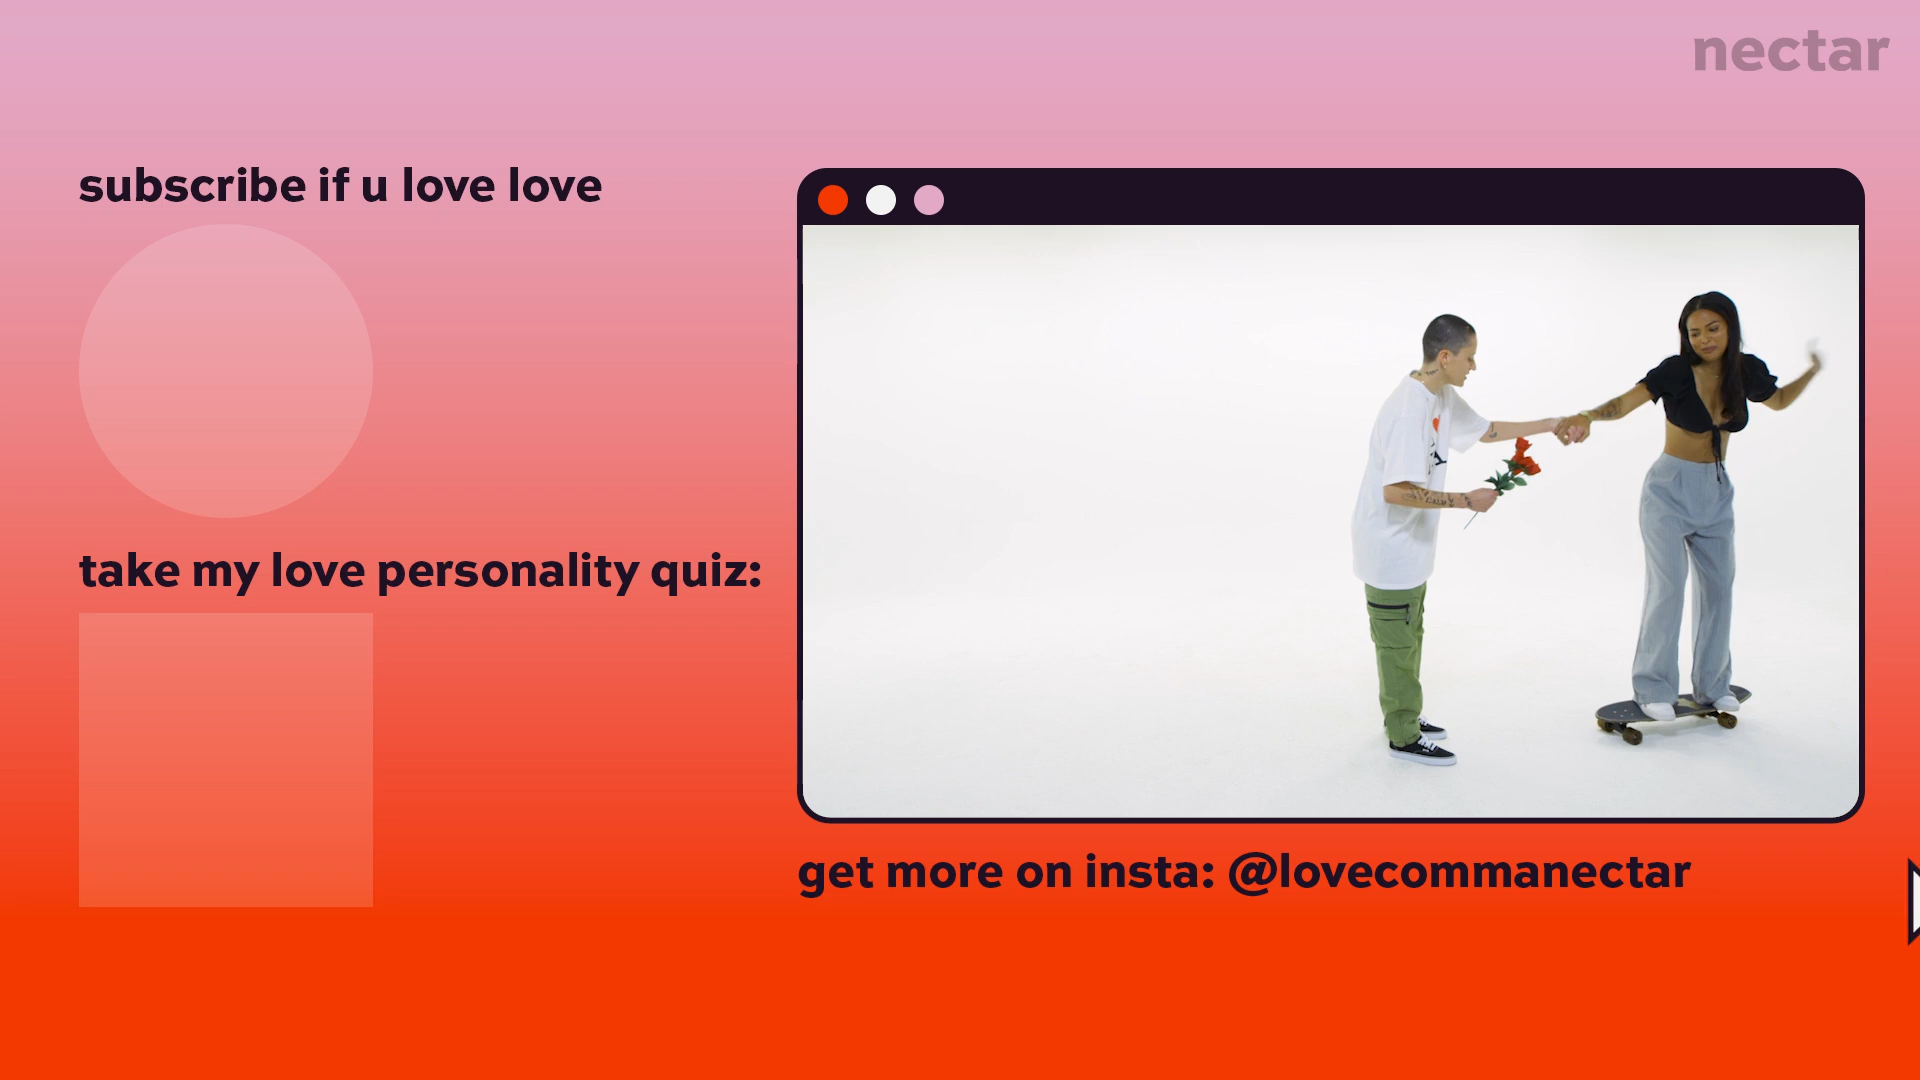 nectar
subscribe if u love love
take my love personality quiz:
get more on insta: @lovecommanectar